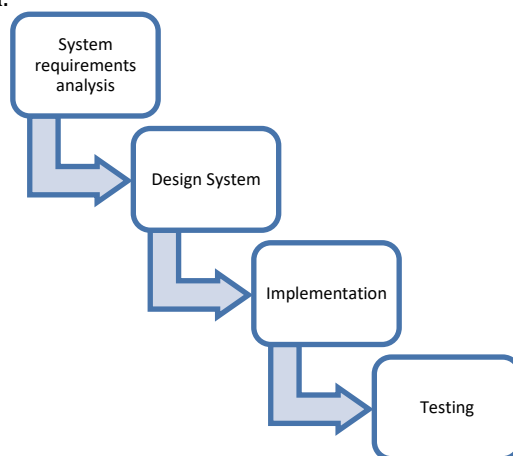 System
requirements
analysis
Design System
Implementation
Testing